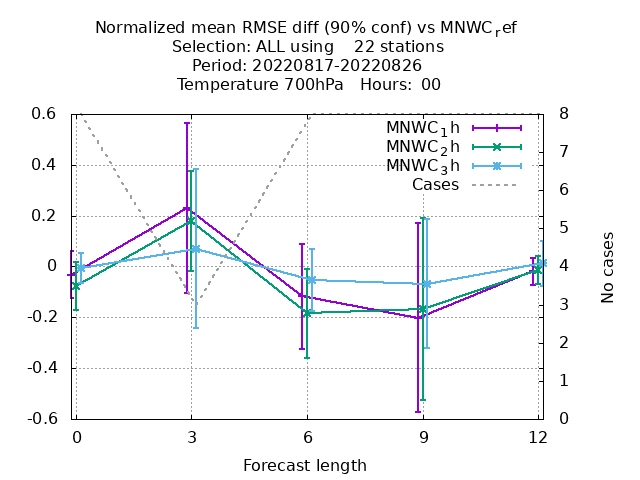 Normalized mean RMSE diff (90% conf) vs MNWC_ref
Selection: ALL using    22 stations
Period: 20220817-20220826
Temperature 700hPa   Hours: 00
0.6
0.4
0.2
0
-0.2
-0.4
-0.6
MNWC_1h
MNWC_2h
MNWC_3h
Cases
8
7
6
5
4
3
2
1
0
No cases
0 3 6 9 12
Forecast length